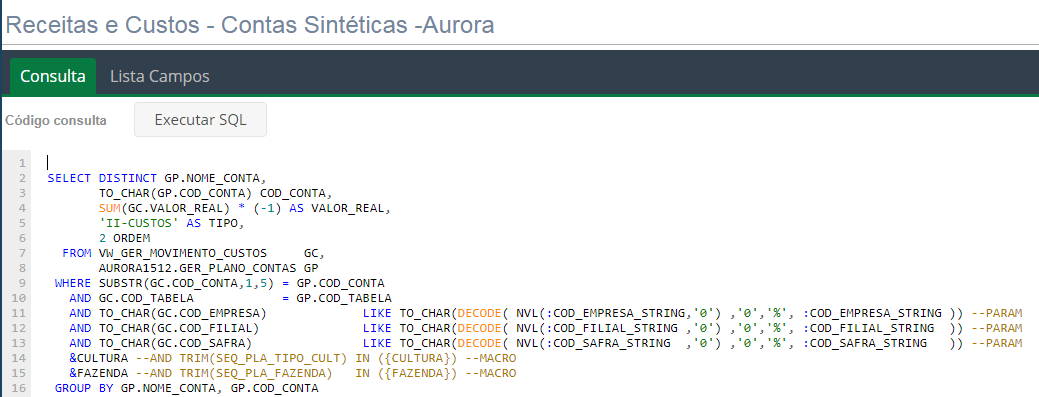 Receitas e Custos - Contas Sintéticas -Aurora
Consulta Lista Campos
Código consulta Executar SQL
1
2 SELECT DISTINCT GP.NOME_CONTA,
3 TO_CHAR(GP.COD_CONTA) COD_CONTA,
4 SUM(GC.VALOR_REAL) * (-1) AS VALOR_REAL,
5 'II-CUSTOS' AS TIPO,
6 2 ORDEM
7 FROM VW_GER_MOVIMENTO_CUSTOS GC,
8 AURORA1512.GER_PLANO_CONTAS GP
9 WHERE SUBSTR(GC.COD_CONTA,1,5) = GP.COD_CONTA
10 AND GC.COD_TABELA = GP.COD_TABELA
11 AND TO_CHAR(GC.COD_EMPRESA) LIKE TO_CHAR(DECODE( NVL(:COD_EMPRESA_STRING,'0') ,'0','%', :COD_EMPRESA_STRING )) --PARAM
12 AND TO_CHAR(GC.COD_FILIAL) LIKE TO_CHAR(DECODE( NVL(:COD_FILIAL_STRING ,'0') ,'0','%', :COD_FILIAL_STRING )) --PARAM
13 AND TO_CHAR(GC.COD_SAFRA) LIKE TO_CHAR(DECODE( NVL(:COD_SAFRA_STRING ,'0') ,'0','%', :COD_SAFRA_STRING )) --PARAM
14 &CULTURA --AND TRIM(SEQ_PLA_TIPO_CULT) IN ({CULTURA}) --MACRO
15 &FAZENDA --AND TRIM(SEQ_PLA_FAZENDA) IN ({FAZENDA}) --MACRO
16 GROUP BY GP.NOME_CONTA, GP.COD_CONTA